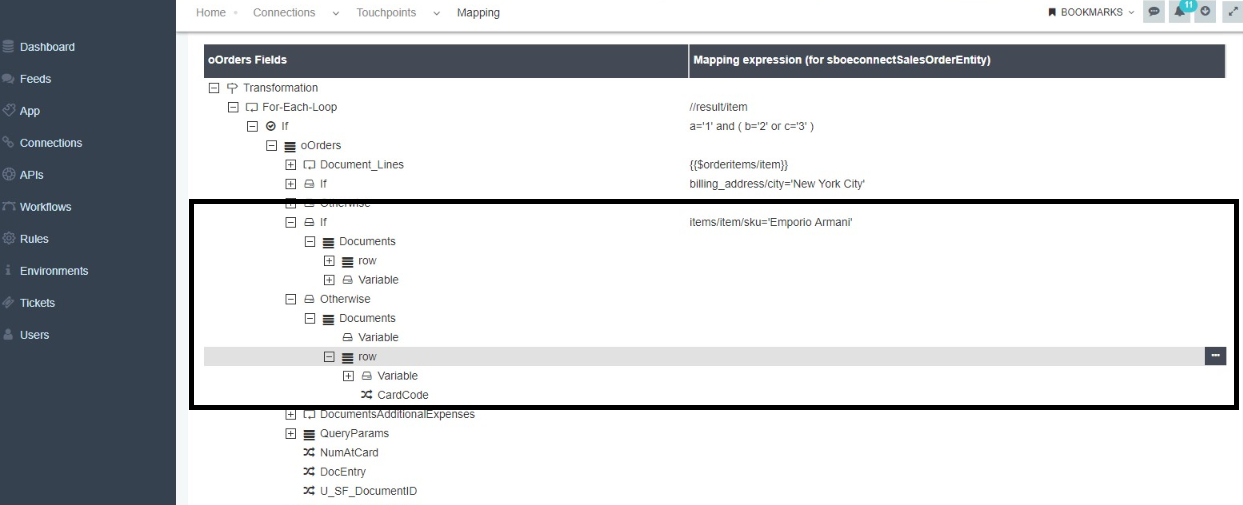 Home Connections Touchpoints Mapping BOOKMARKS 11
Dashboard
Feeds
App
Connections
APIs
Workflows
Rules
Environments
Tickets
Users
oOrders Fields Mapping expression (for sboeconnectSalesOrderEntity)
Transformation
For-Each-Loop //result/item
If a='1' and ( b='2' or c='3' )
oOrders
Document_Lines {{$orderitems/item}}
If billing_address/city='New York City'
Otherwise
If items/item/sku='Emporio Armani'
Documents
row
Variable
Otherwise
Documents
Variable
row
Variable
CardCode
DocumentsAdditionalExpenses
QueryParams
NumAtCard
DocEntry
U_SF_DocumentID